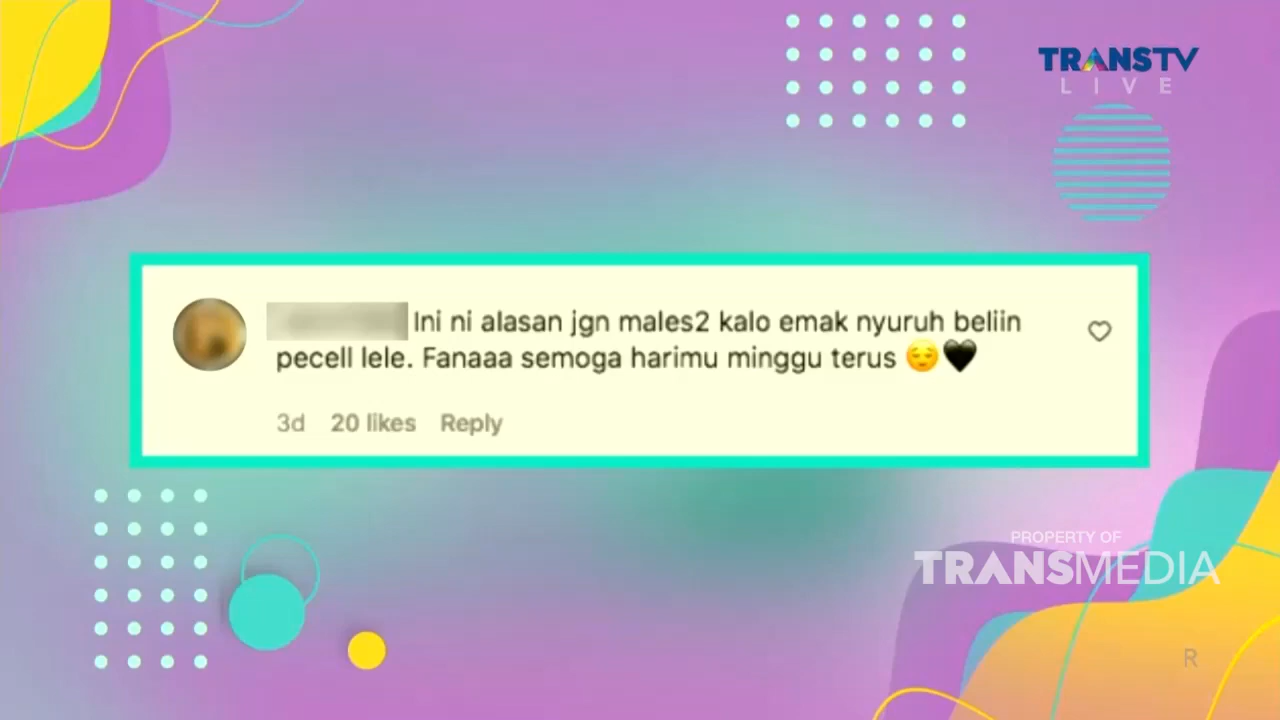 TRANSTV
LIVE
Ini ni alasan jgn males2 kalo emak nyuruh beliin
pecell lele. Fanaaa semoga harimu minggu terus 😔🖤
3d 20 likes Reply
PROPERTY OF
TRANSMEDIA
R